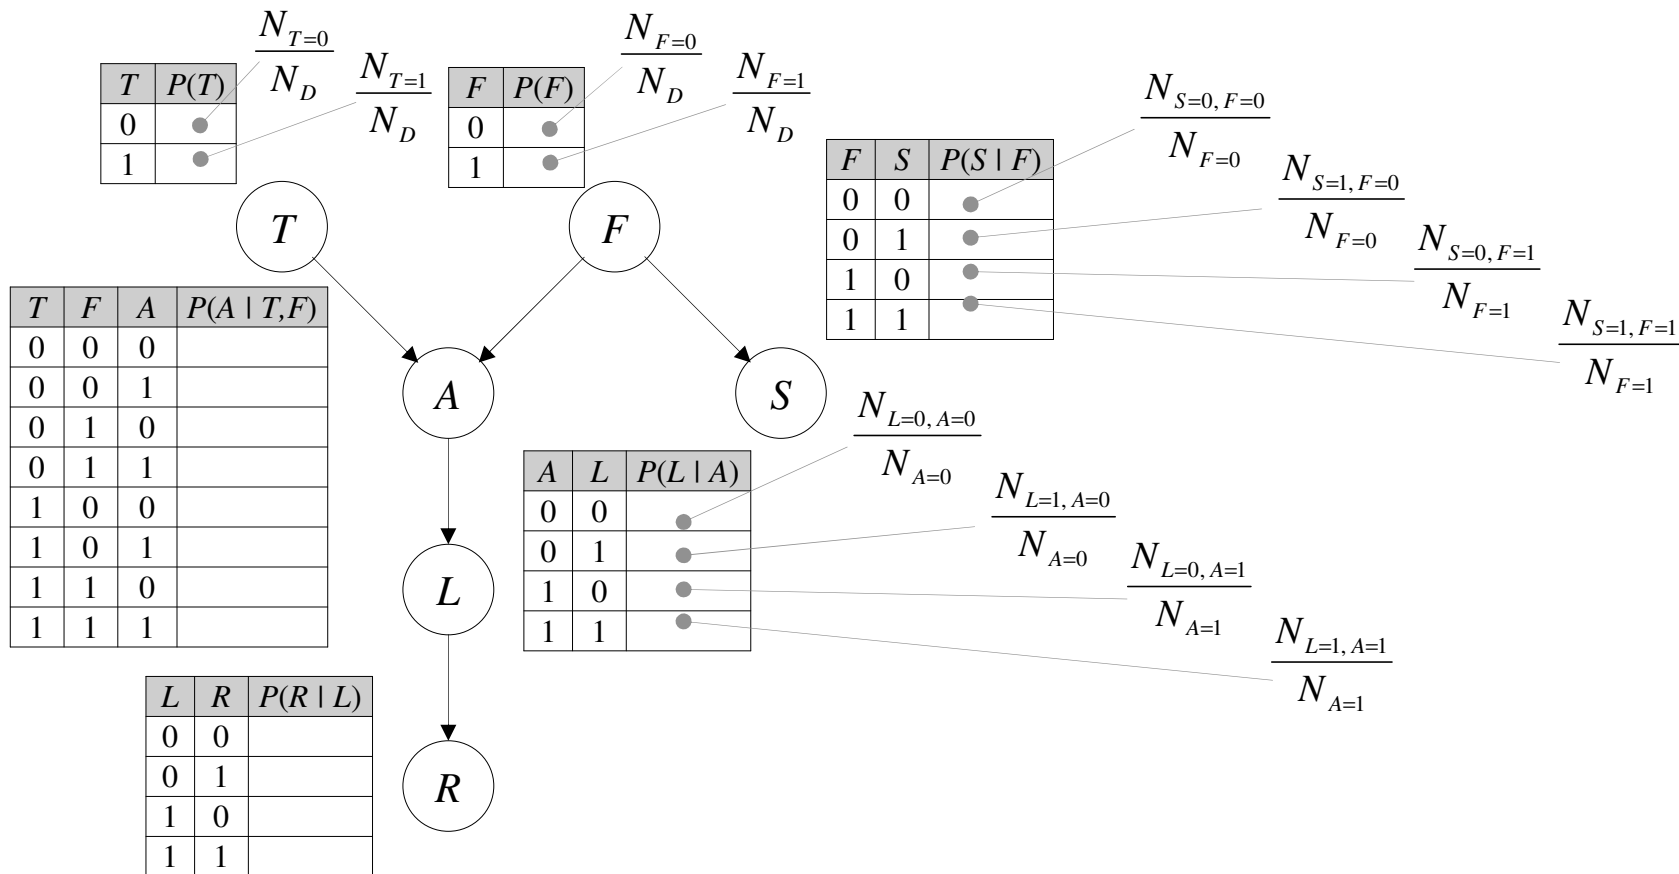 N_{T=0}
N_D
N_{T=1}
N_D
T P(T)
0
1
N_{F=0}
N_D
N_{F=1}
N_D
F P(F)
0
1
T
F
F S P(S | F)
0 0
0 1
1 0
1 1
N_{S=0, F=0}
N_{F=0}
N_{S=1, F=0}
N_{F=0}
N_{S=0, F=1}
N_{F=1}
N_{S=1, F=1}
N_{F=1}
T F A P(A | T,F)
0 0 0
0 0 1
0 1 0
0 1 1
1 0 0
1 0 1
1 1 0
1 1 1
A
S
A L P(L | A)
0 0
0 1
1 0
1 1
N_{L=0, A=0}
N_{A=0}
N_{L=1, A=0}
N_{A=0}
N_{L=0, A=1}
N_{A=1}
N_{L=1, A=1}
N_{A=1}
L
L R P(R | L)
0 0
0 1
1 0
1 1
R